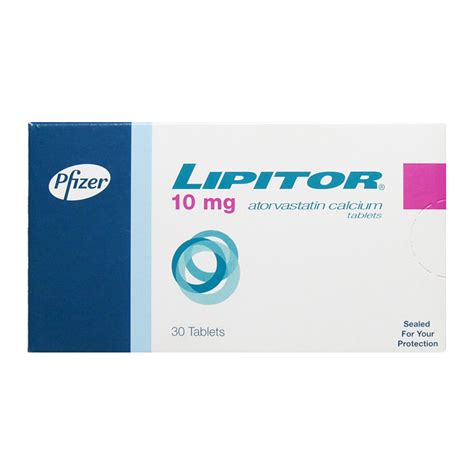 Pfizer
LIPITOR®
10 mg
atorvastatin calcium
tablets
30 Tablets
Sealed
For Your
Protection